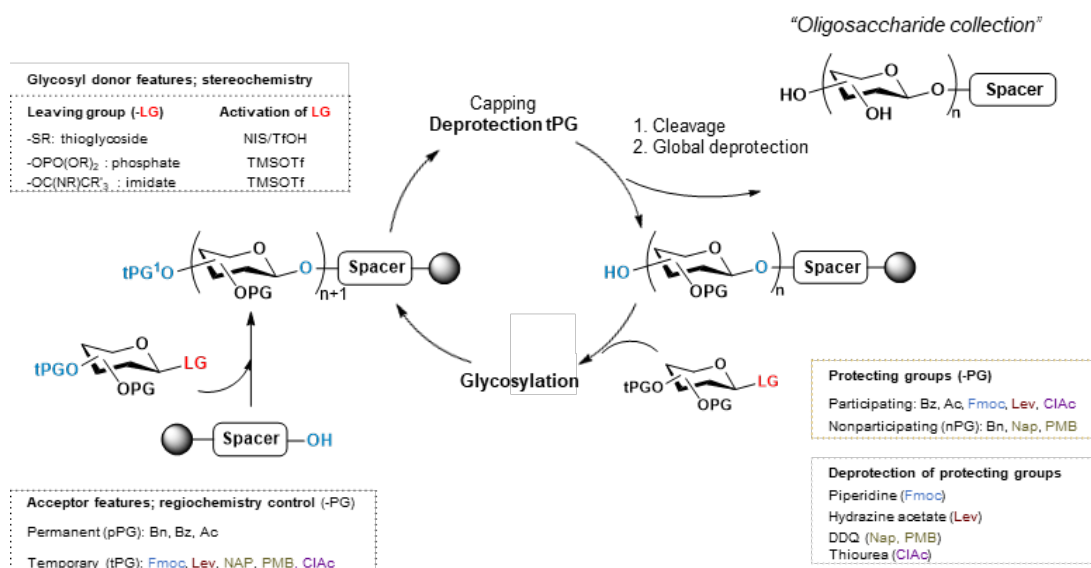 “Oligosaccharide collection”
HO
O
OH
O
n
Spacer
Glycosyl donor features; stereochemistry
Leaving group (-LG) Activation of LG
-SR: thioglycoside NIS/TfOH
-OPO(OR)2 : phosphate TMSOTf
-OC(NR)CR'3 : imidate TMSOTf
Capping
Deprotection tPG
1. Cleavage
2. Global deprotection
tPG1O
O
OPG
O
n+1
Spacer
HO
O
OPG
O
n
Spacer
Glycosylation
tPGO
O
OPG
LG
tPGO
O
OPG
LG
Spacer
OH
Protecting groups (-PG)
Participating: Bz, Ac, Fmoc, Lev, ClAc
Nonparticipating (nPG): Bn, Nap, PMB
Deprotection of protecting groups
Piperidine (Fmoc)
Hydrazine acetate (Lev)
DDQ (Nap, PMB)
Thiourea (ClAc)
Acceptor features; regiochemistry control (-PG)
Permanent (pPG): Bn, Bz, Ac
Temporary (tPG): Fmoc, Lev, NAP, PMB, ClAc